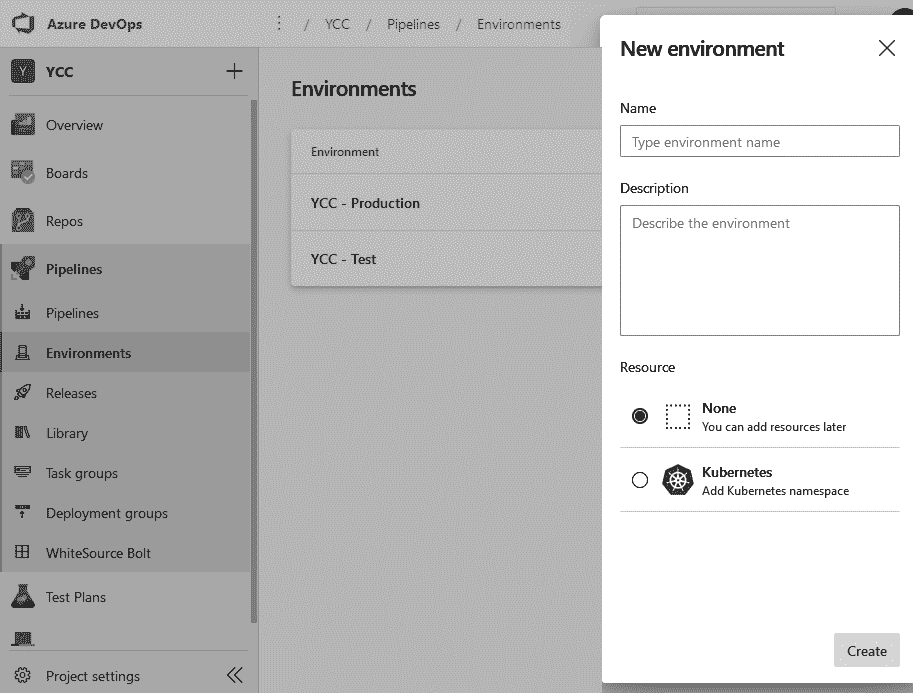 Azure DevOps
/ YCC / Pipelines / Environments
Y YCC
Overview
Boards
Repos
Pipelines
Pipelines
Environments
Releases
Library
Task groups
Deployment groups
WhiteSource Bolt
Test Plans
Project settings
Environments
Environment
YCC - Production
YCC - Test
New environment
Name
Type environment name
Description
Describe the environment
Resource
None
You can add resources later
Kubernetes
Add Kubernetes namespace
Create